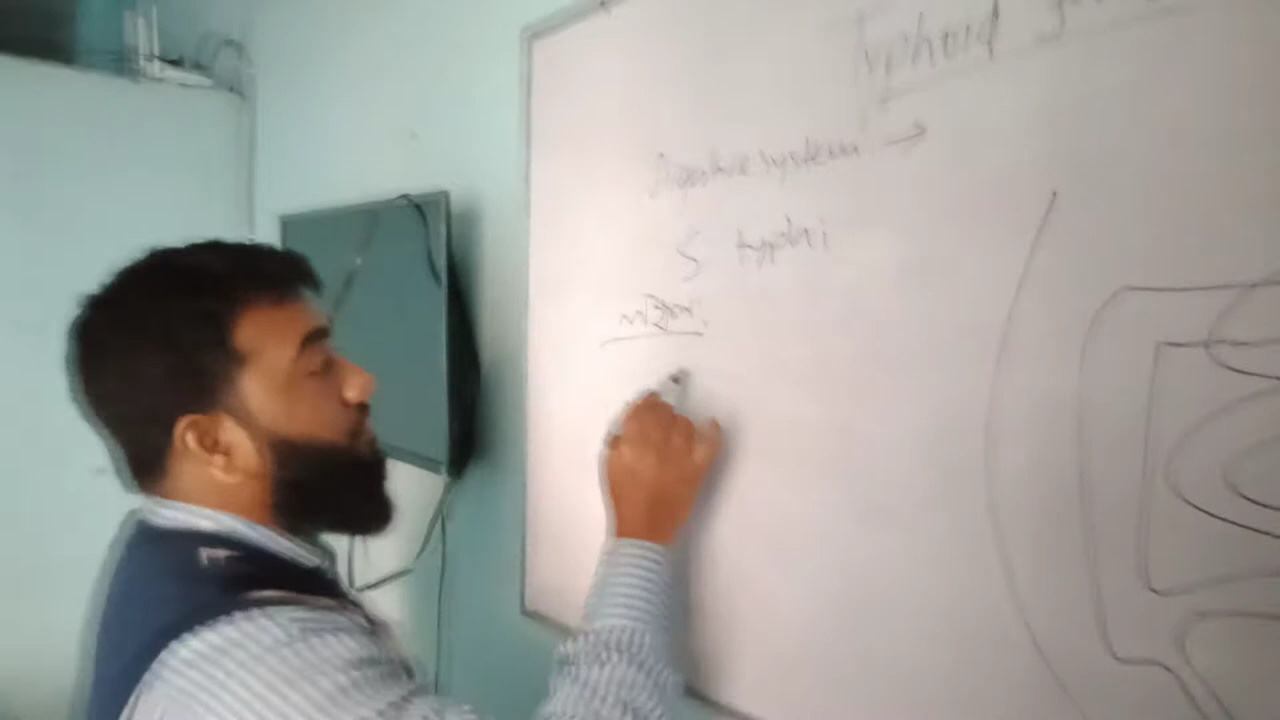 Typhoid
Digestive system →
S typhi